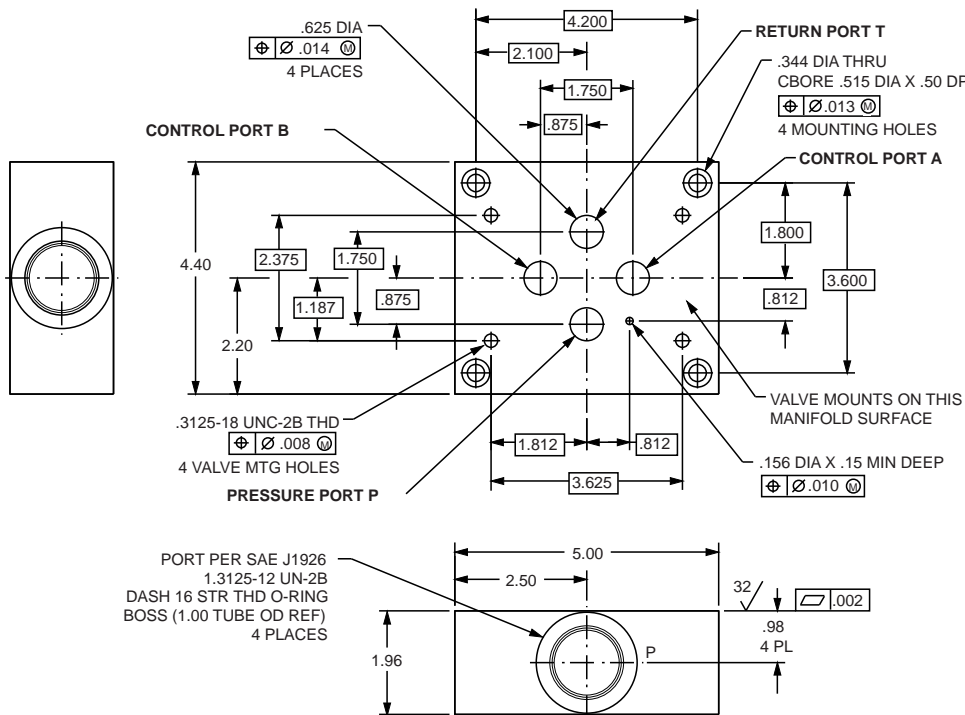 .625 DIA
⌖ Ø .014 Ⓜ
4 PLACES
4.200
2.100
1.750
.875
RETURN PORT T
.344 DIA THRU
CBORE .515 DIA X .50 DP
⌖ Ø.013 Ⓜ
4 MOUNTING HOLES
CONTROL PORT B
CONTROL PORT A
4.40
2.20
2.375
1.187
1.750
.875
1.800
3.600
.812
.3125-18 UNC-2B THD
⌖ Ø .008 Ⓜ
4 VALVE MTG HOLES
PRESSURE PORT P
1.812
.812
3.625
VALVE MOUNTS ON THIS
MANIFOLD SURFACE
.156 DIA X .15 MIN DEEP
⌖ Ø.010 Ⓜ
PORT PER SAE J1926
1.3125-12 UN-2B
DASH 16 STR THD O-RING
BOSS (1.00 TUBE OD REF)
4 PLACES
5.00
2.50
1.96
P
32
⏥ .002
.98
4 PL